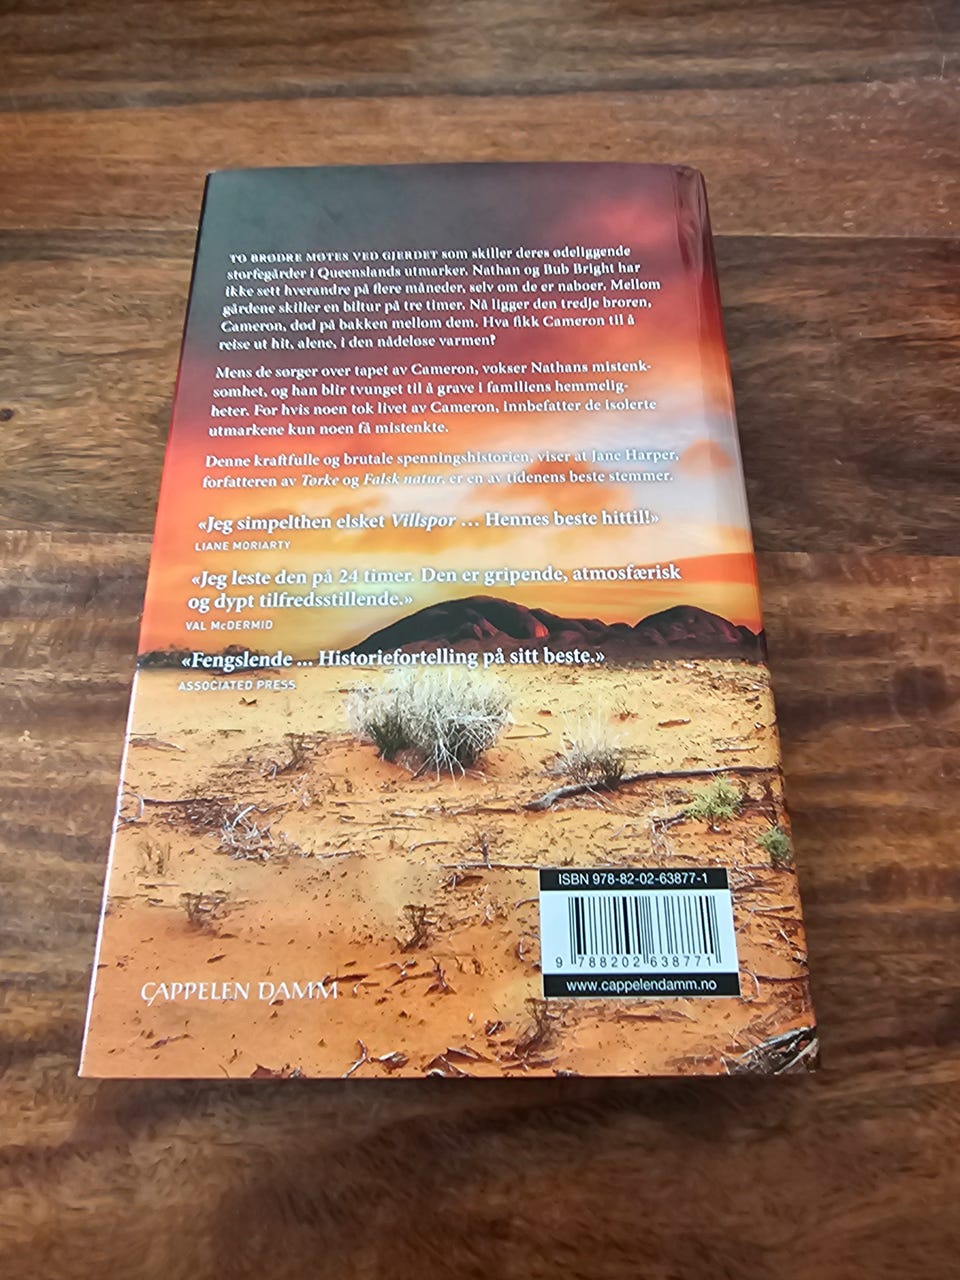 TO BRØDRE MØTES VED GJERDET som skiller deres ødeliggende
storfegårder i Queenslands utmarker. Nathan og Bub Bright har
ikke sett hverandre på flere måneder, selv om de er naboer. Mellom
gårdene skiller en biltur på tre timer. Nå ligger den tredje broren,
Cameron, død på bakken mellom dem. Hva fikk Cameron til å
reise ut hit, alene, i den nådeløse varmen?
Mens de sørger over tapet av Cameron, vokser Nathans mistenk-
somhet, og han blir tvunget til å grave i familiens hemmelig-
heter. For hvis noen tok livet av Cameron, innbefatter de isolerte
utmarkene kun noen få mistenkte.
Denne kraftfulle og brutale spenningshistorien, viser at Jane Harper,
forfatteren av Tørke og Falsk natur, er en av tidenens beste stemmer.
«Jeg simpelthen elsket Villspor ... Hennes beste hittil!»
LIANE MORIARTY
«Jeg leste den på 24 timer. Den er gripende, atmosfærisk
og dypt tilfredsstillende.»
VAL McDERMID
«Fengslende ... Historiefortelling på sitt beste.»
ASSOCIATED PRESS
ISBN 978-82-02-63877-1
9 788202 638771
www.cappelendamm.no
CAPPELEN DAMM